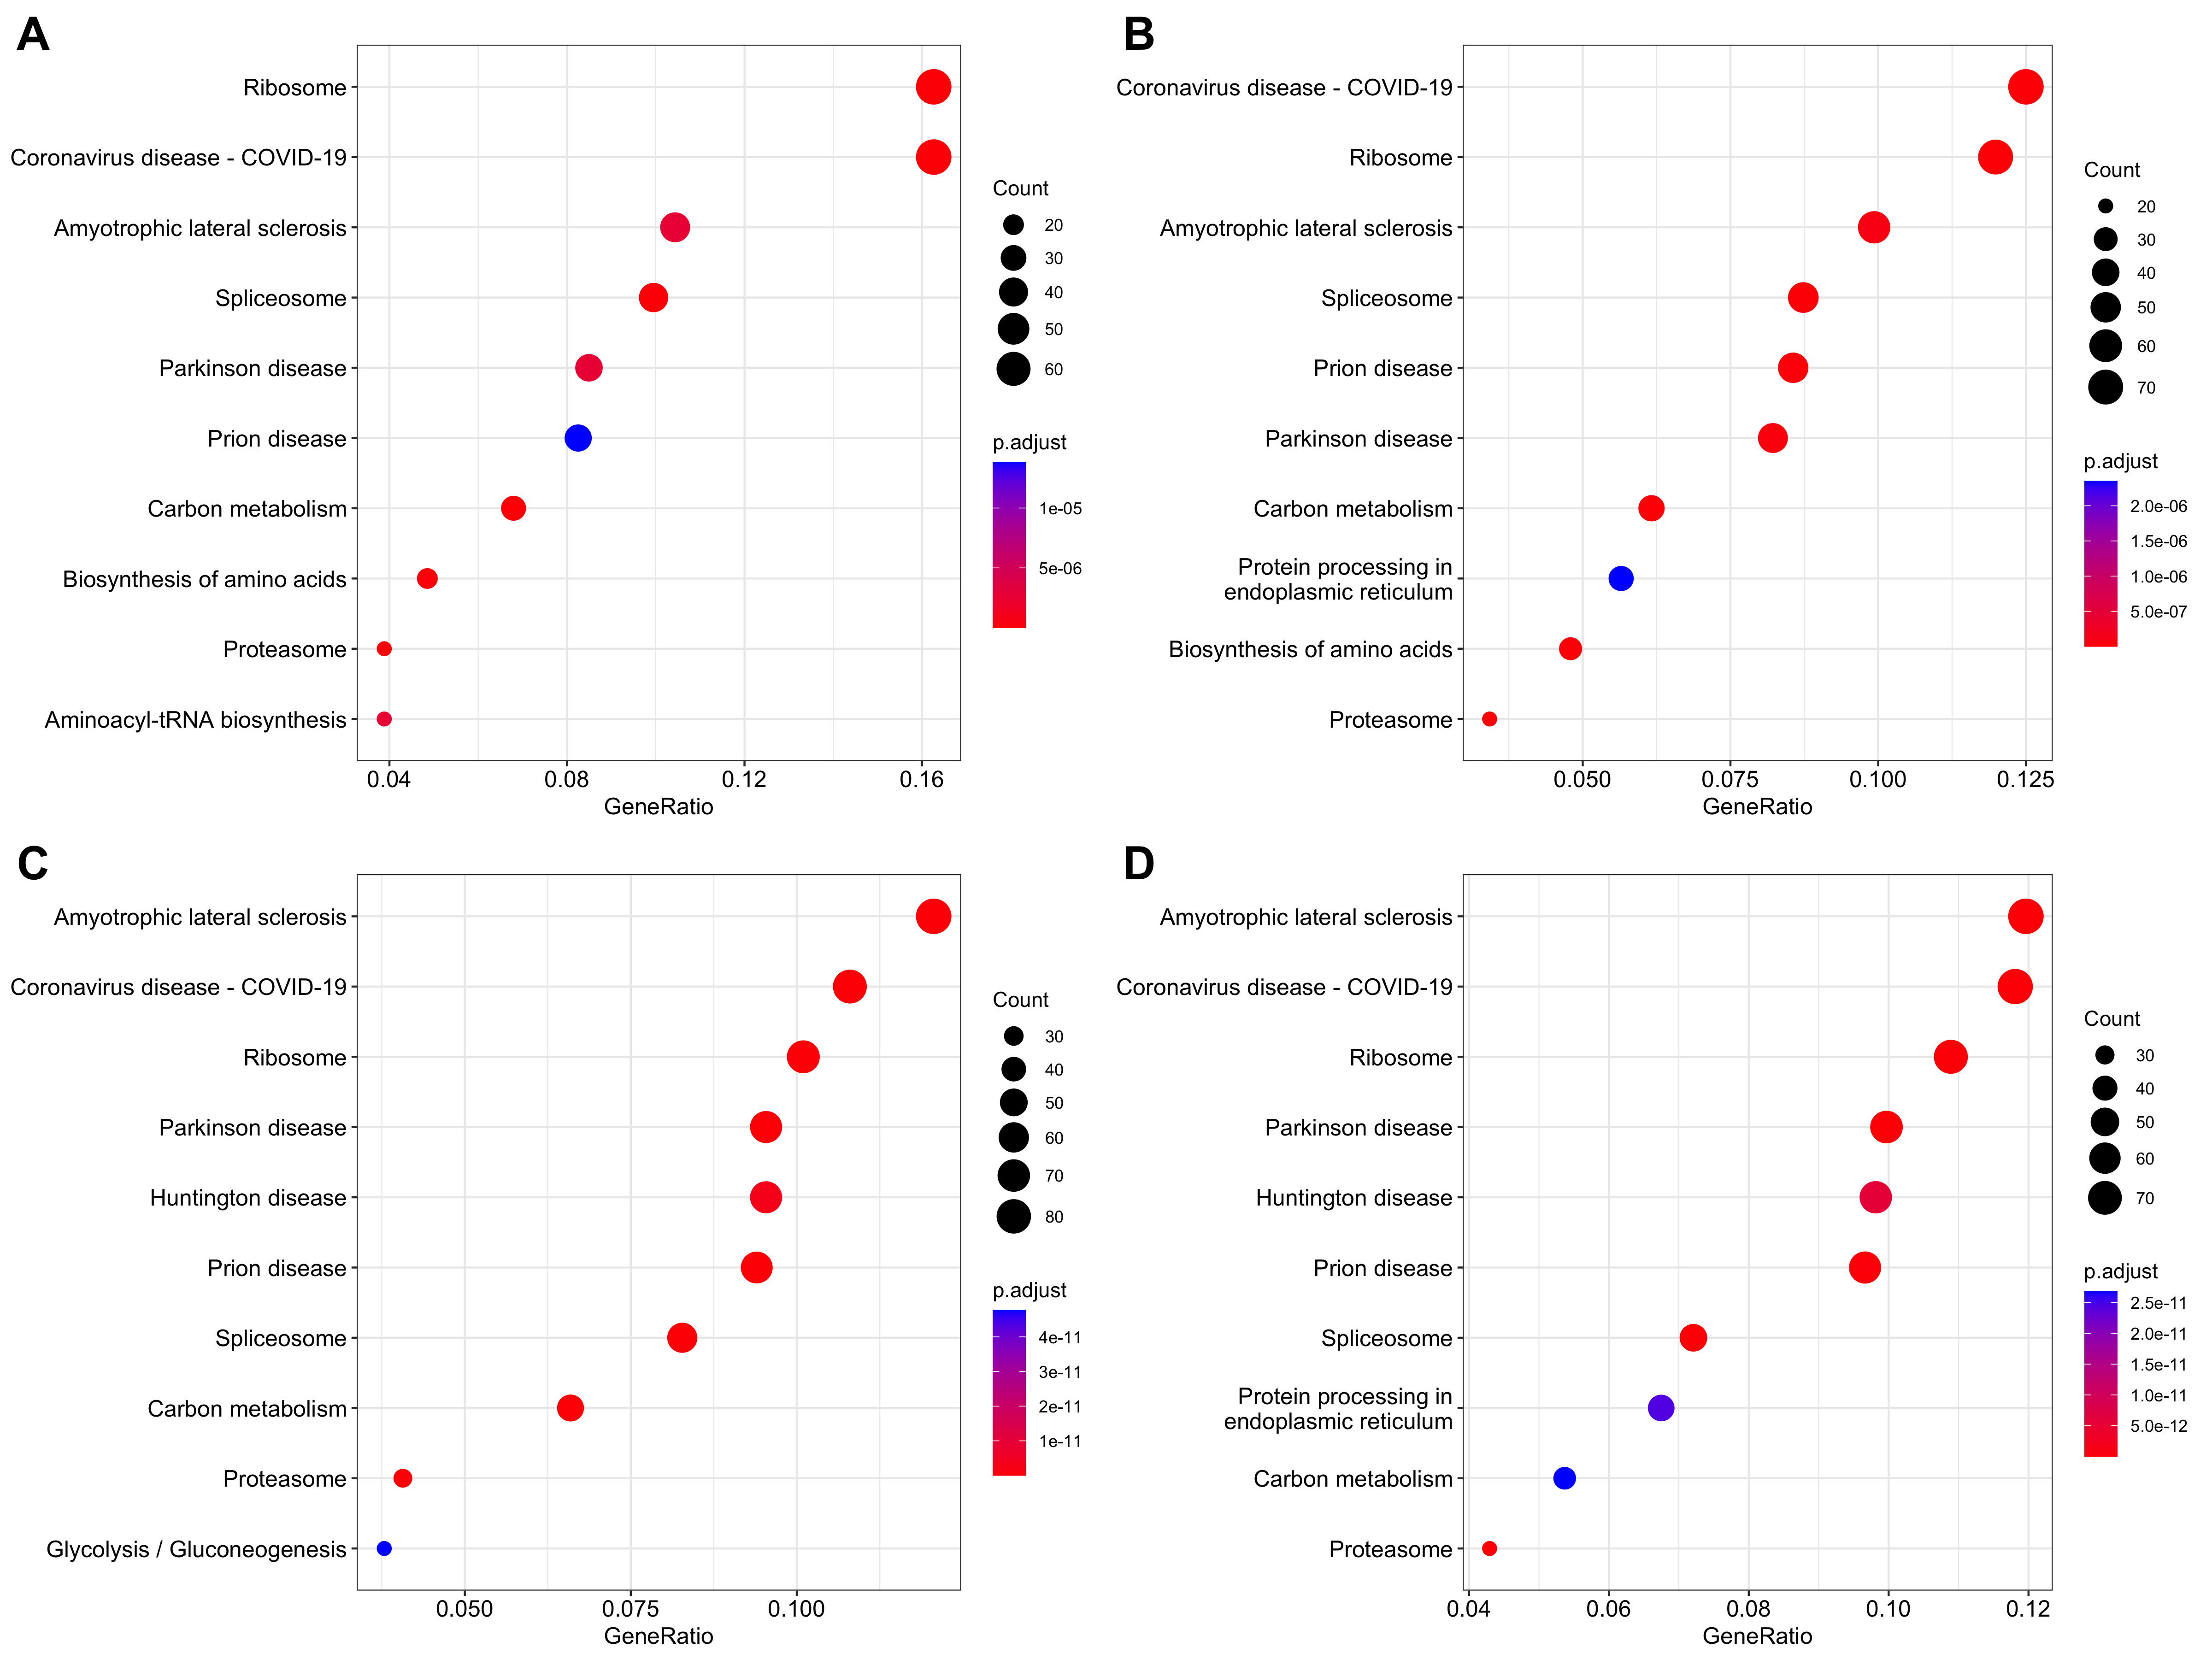 A
Ribosome
Coronavirus disease - COVID-19
Amyotrophic lateral sclerosis
Spliceosome
Parkinson disease
Prion disease
Carbon metabolism
Biosynthesis of amino acids
Proteasome
Aminoacyl-tRNA biosynthesis
0.04 0.08 0.12 0.16
GeneRatio
Count
20
30
40
50
60
p.adjust
1e-05
5e-06
B
Coronavirus disease - COVID-19
Ribosome
Amyotrophic lateral sclerosis
Spliceosome
Prion disease
Parkinson disease
Carbon metabolism
Protein processing in
endoplasmic reticulum
Biosynthesis of amino acids
Proteasome
0.050 0.075 0.100 0.125
GeneRatio
Count
20
30
40
50
60
70
p.adjust
2.0e-06
1.5e-06
1.0e-06
5.0e-07
C
Amyotrophic lateral sclerosis
Coronavirus disease - COVID-19
Ribosome
Parkinson disease
Huntington disease
Prion disease
Spliceosome
Carbon metabolism
Proteasome
Glycolysis / Gluconeogenesis
0.050 0.075 0.100
GeneRatio
Count
30
40
50
60
70
80
p.adjust
4e-11
3e-11
2e-11
1e-11
D
Amyotrophic lateral sclerosis
Coronavirus disease - COVID-19
Ribosome
Parkinson disease
Huntington disease
Prion disease
Spliceosome
Protein processing in
endoplasmic reticulum
Carbon metabolism
Proteasome
0.04 0.06 0.08 0.10 0.12
GeneRatio
Count
30
40
50
60
70
p.adjust
2.5e-11
2.0e-11
1.5e-11
1.0e-11
5.0e-12